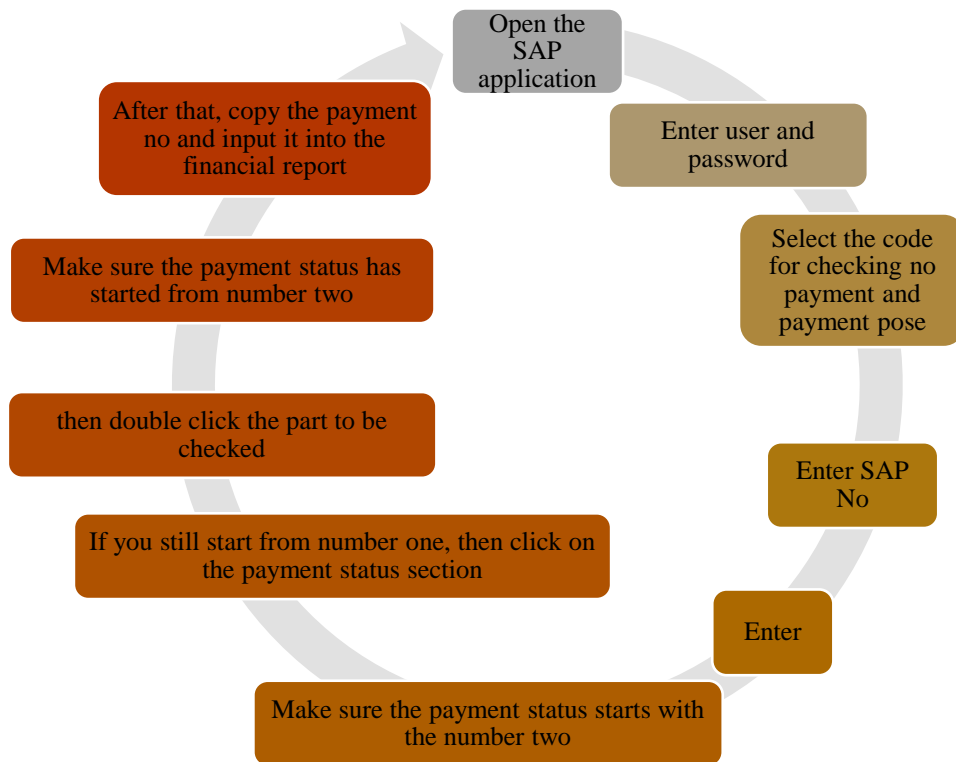 Open the
SAP
application
Enter user and
password
Select the code
for checking no
payment and
payment pose
Enter SAP
No
Enter
Make sure the payment status starts with
the number two
If you still start from number one, then click on
the payment status section
then double click the part to be
checked
Make sure the payment status has
started from number two
After that, copy the payment
no and input it into the
financial report